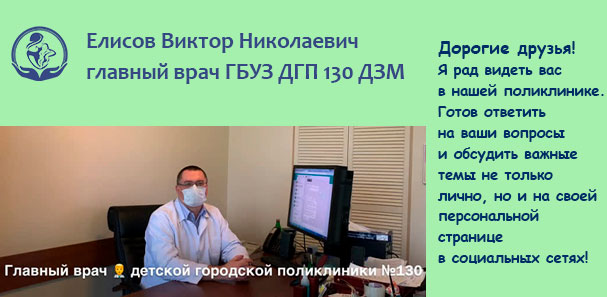 Елисов Виктор Николаевич
главный врач ГБУЗ ДГП 130 ДЗМ
Дорогие друзья!
Я рад видеть вас
в нашей поликлинике.
Готов ответить
на ваши вопросы
и обсудить важные
темы не только
лично, но и на своей
персональной
странице
в социальных сетях!
Главный врач 👨‍⚕️ детской городской поликлиники №130